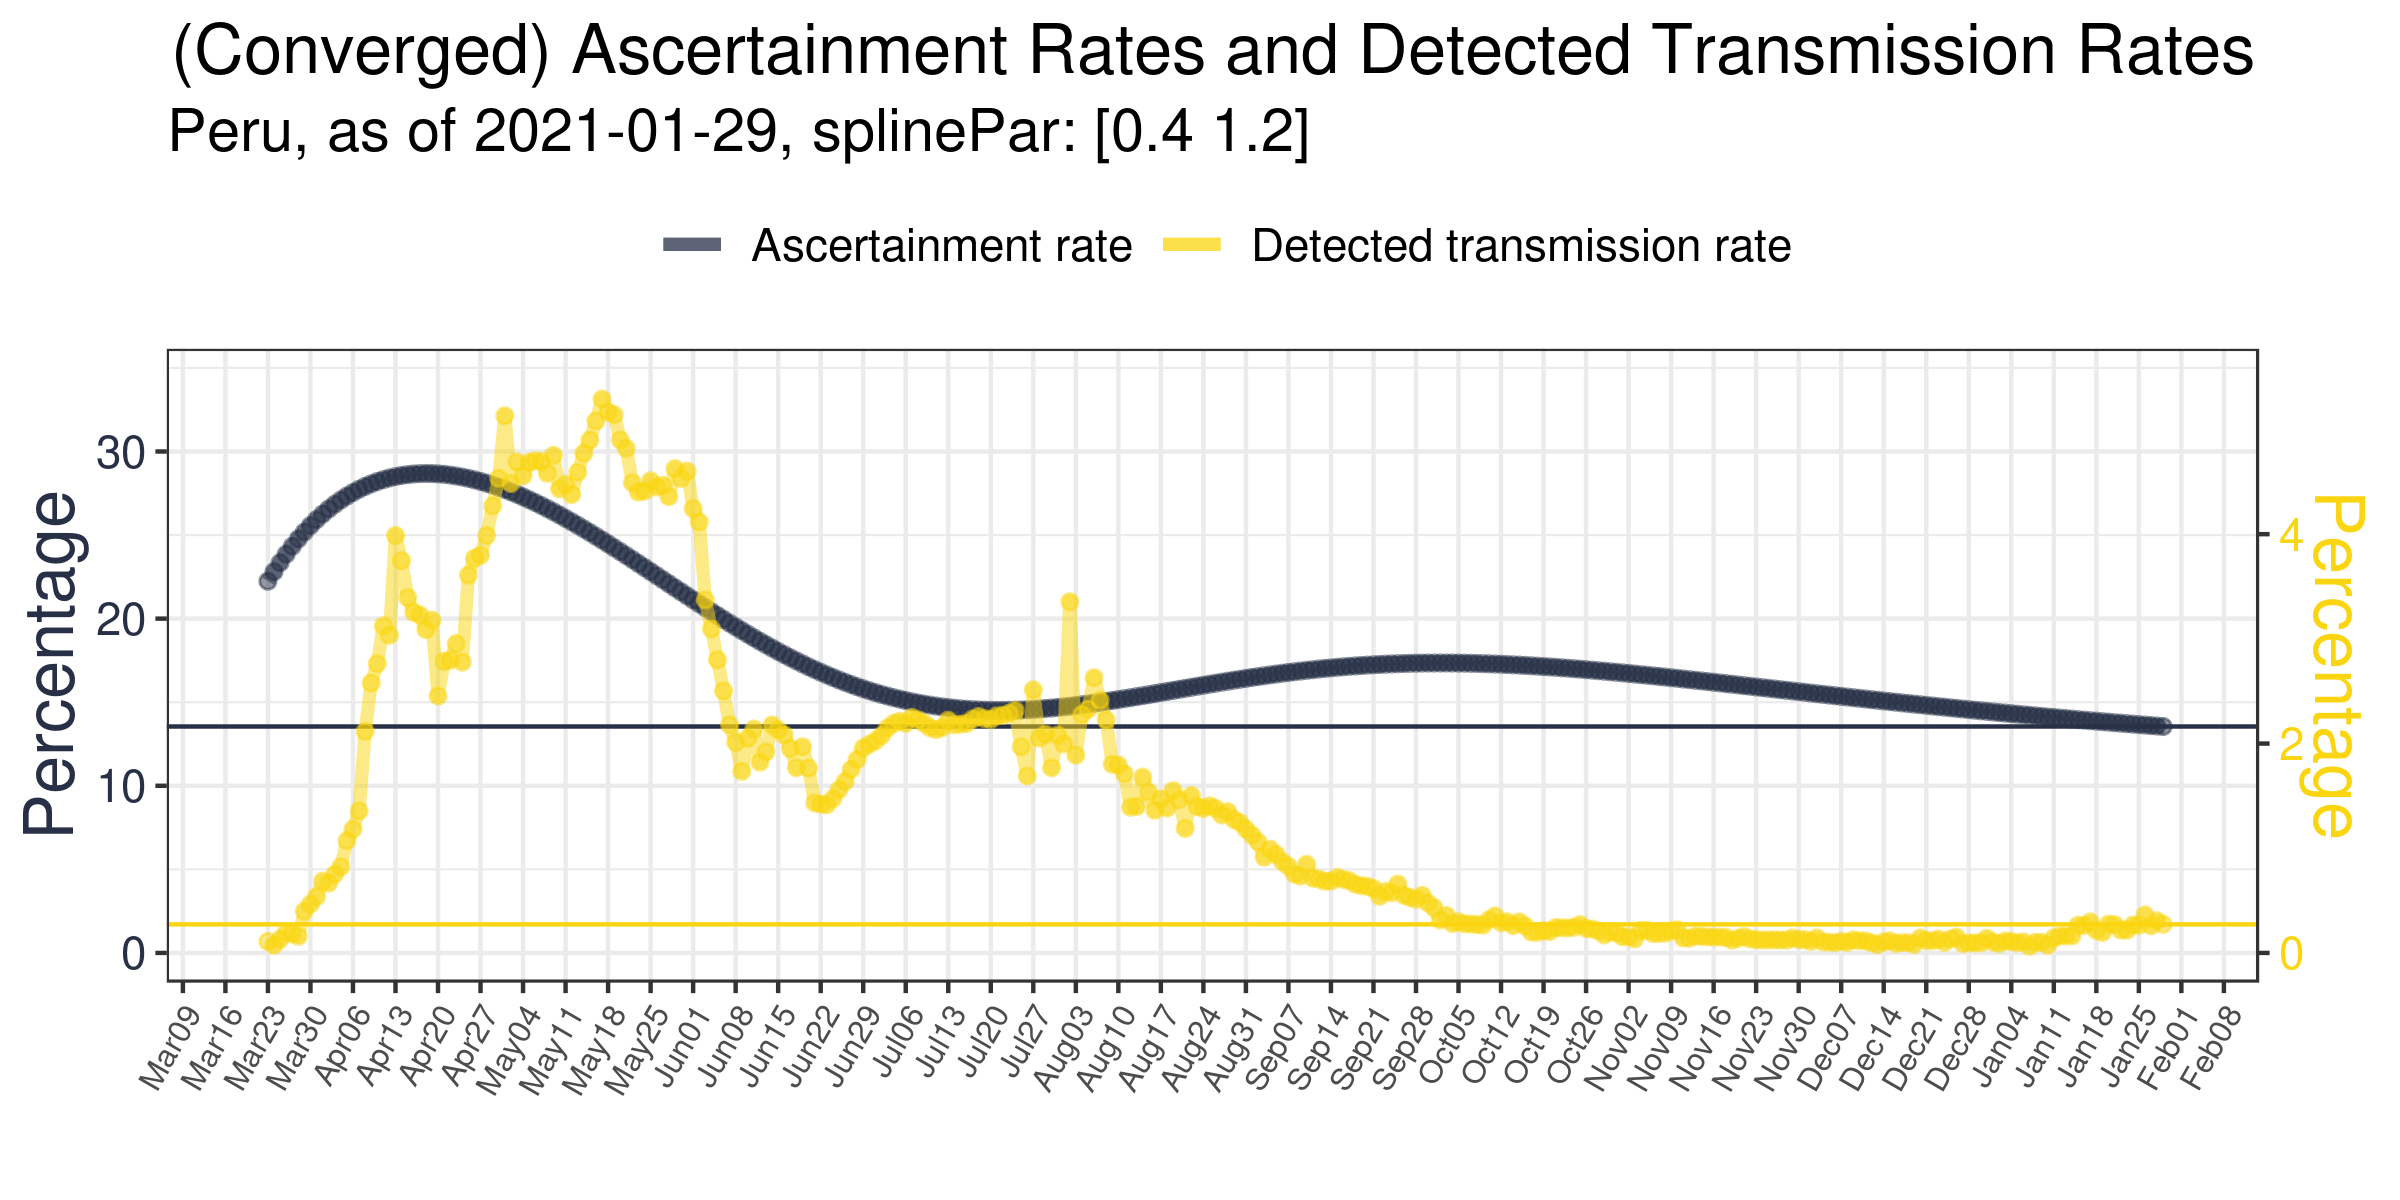 (Converged) Ascertainment Rates and Detected Transmission Rates
Peru, as of 2021-01-29, splinePar: [0.4 1.2]
Ascertainment rate
Detected transmission rate
Percentage
30
20
10
0
4
2
0
Percentage
Mar09
Mar16
Mar23
Mar30
Apr06
Apr13
Apr20
Apr27
May04
May11
May18
May25
Jun01
Jun08
Jun15
Jun22
Jun29
Jul06
Jul13
Jul20
Jul27
Aug03
Aug10
Aug17
Aug24
Aug31
Sep07
Sep14
Sep21
Sep28
Oct05
Oct12
Oct19
Oct26
Nov02
Nov09
Nov16
Nov23
Nov30
Dec07
Dec14
Dec21
Dec28
Jan04
Jan11
Jan18
Jan25
Feb01
Feb08